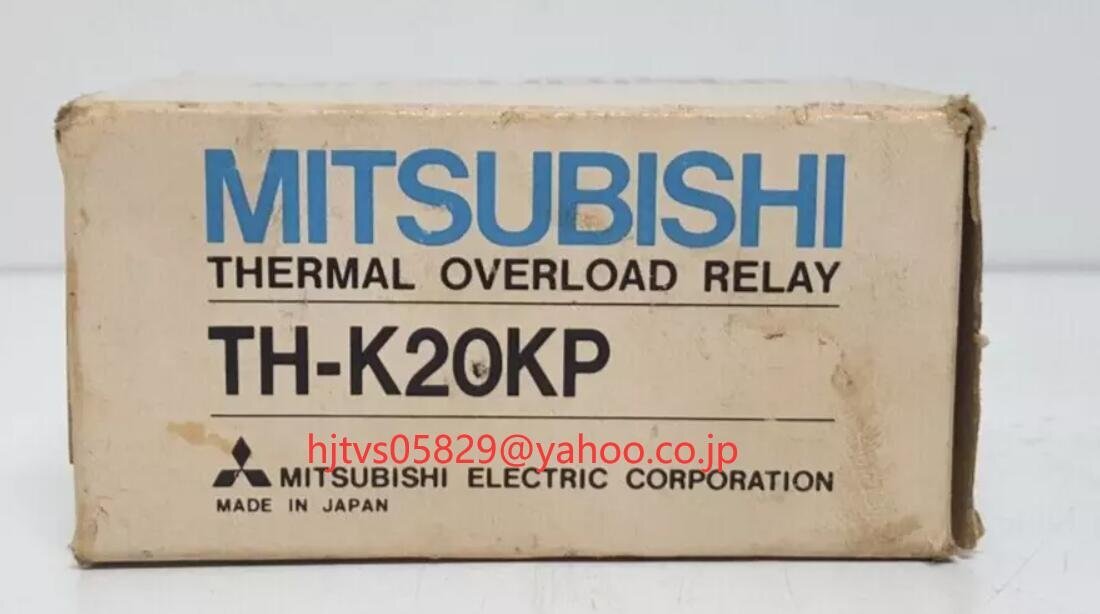 MITSUBISHI
THERMAL OVERLOAD RELAY
TH-K20KP
hjtvs05829@yahoo.co.jp
MITSUBISHI ELECTRIC CORPORATION
MADE IN JAPAN